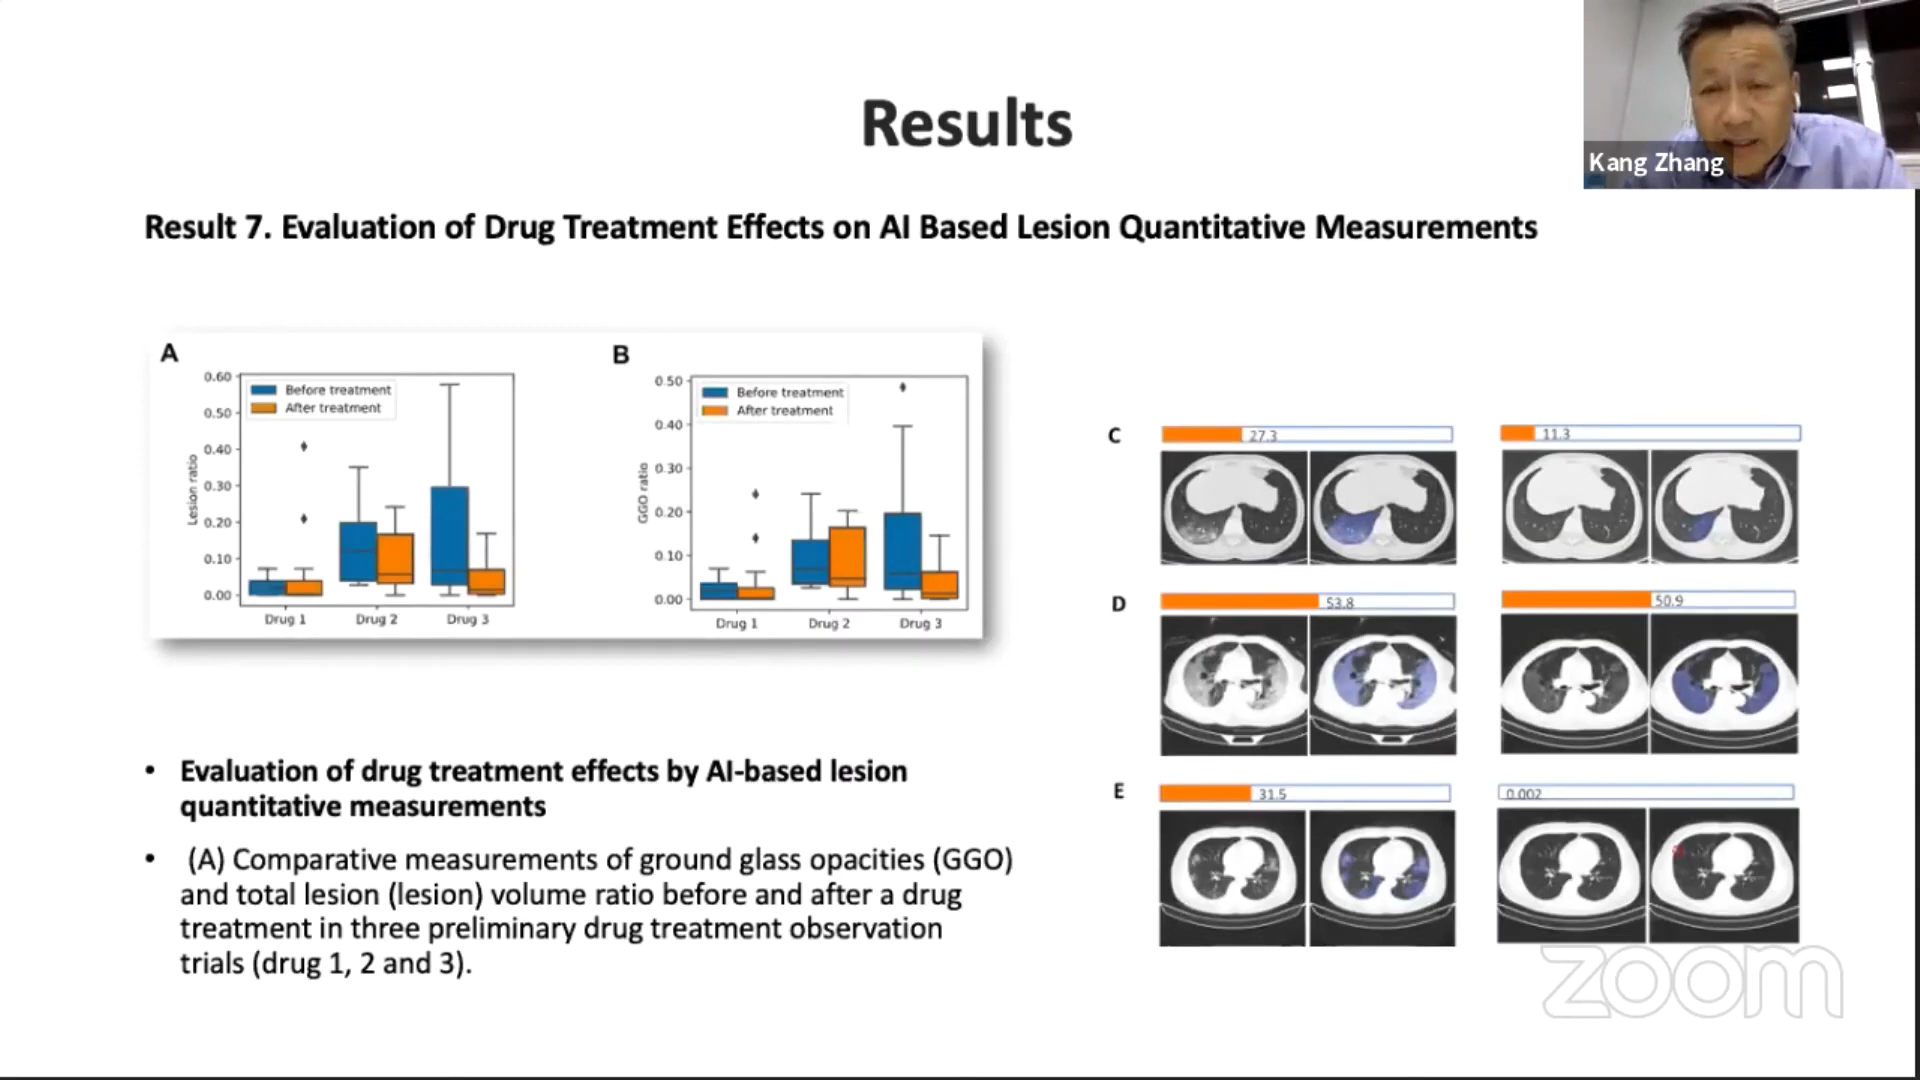 Results
Kang Zhang
Result 7. Evaluation of Drug Treatment Effects on AI Based Lesion Quantitative Measurements
A
0.60
0.50
0.40
0.30
0.20
0.10
0.00
Lesion ratio
Before treatment
After treatment
Drug 1
Drug 2
Drug 3
B
0.50
0.40
0.30
0.20
0.10
0.00
GGO ratio
Before treatment
After treatment
Drug 1
Drug 2
Drug 3
C
27.3
11.3
D
53.8
50.9
E
31.5
0.002
• Evaluation of drug treatment effects by AI-based lesion
quantitative measurements
• (A) Comparative measurements of ground glass opacities (GGO)
and total lesion (lesion) volume ratio before and after a drug
treatment in three preliminary drug treatment observation
trials (drug 1, 2 and 3).
zoom